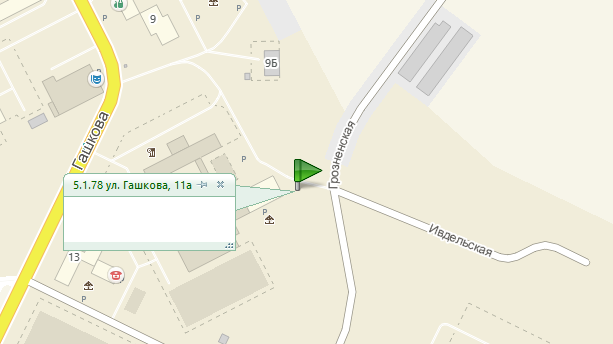 9
Р
Р
9Б
Гашкова
Грозненская
Р
5.1.78 ул. Гашкова, 11а
Р
Ивдельская
13
Р